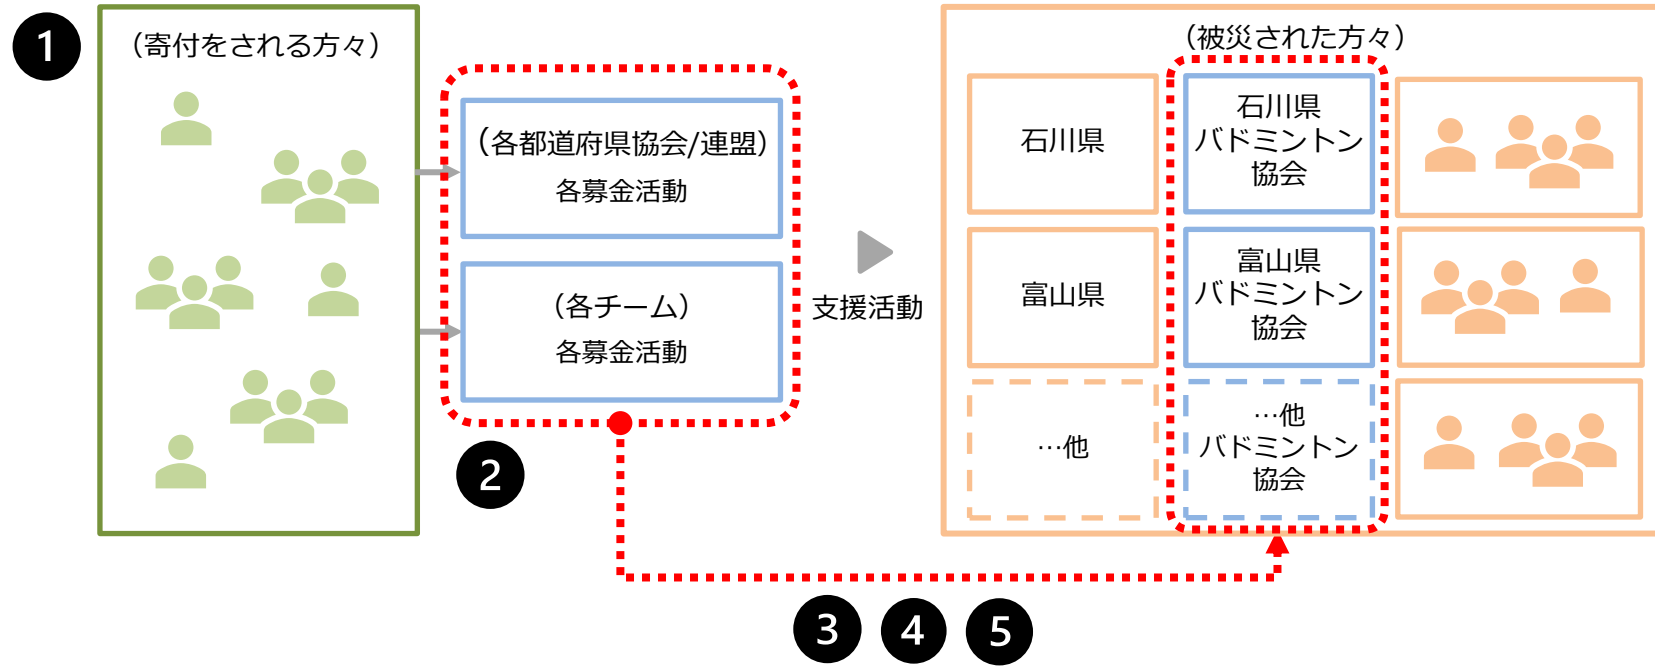 1
（寄付をされる方々）
（各都道府県協会/連盟）
各募金活動
（各チーム）
各募金活動
2
支援活動
（被災された方々）
石川県
石川県
バドミントン
協会
富山県
富山県
バドミントン
協会
…他
…他
バドミントン
協会
3 4 5